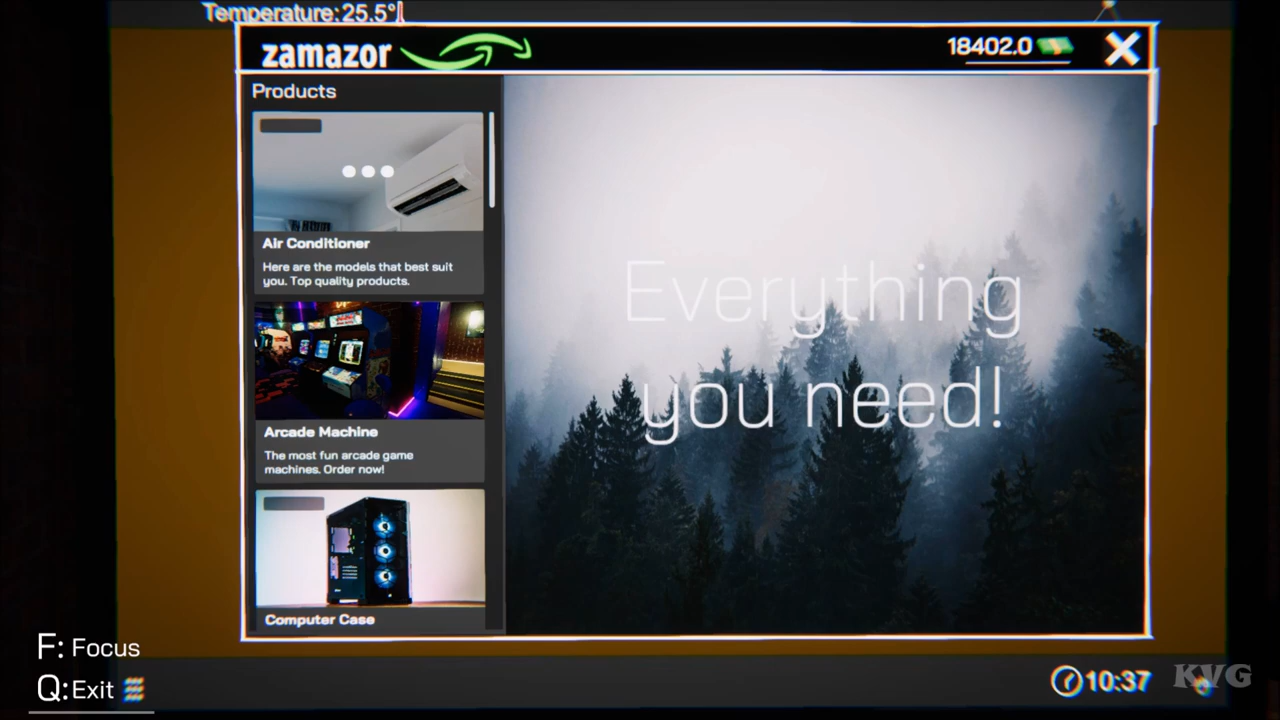 Temperature: 25.5°
zamazor
18402.0
Products
Air Conditioner
Here are the models that best suit
you. Top quality products.
Arcade Machine
The most fun arcade game
machines. Order now!
Computer Case
Everything
you need!
F: Focus
Q: Exit
10:37
KVG